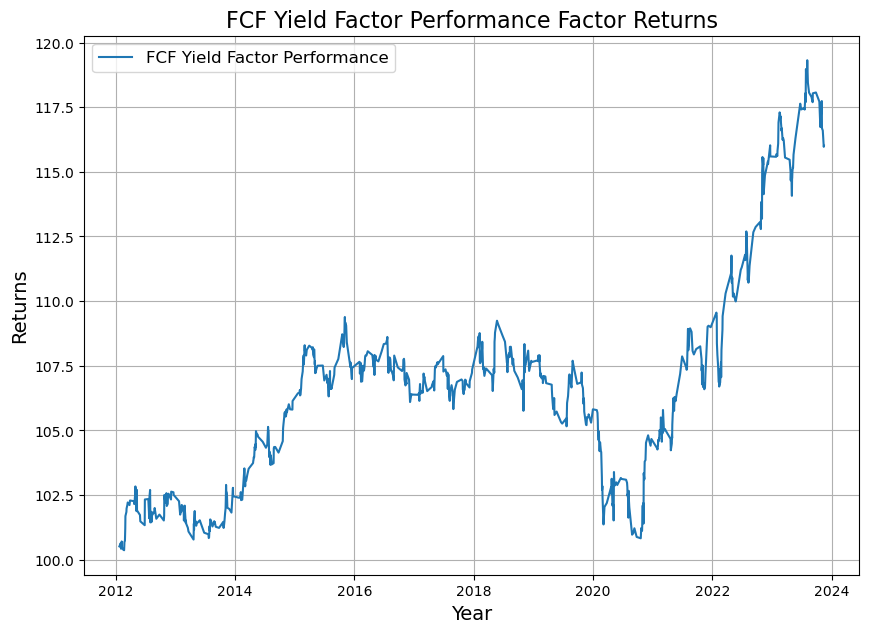 FCF Yield Factor Performance Factor Returns
FCF Yield Factor Performance
120.0
117.5
115.0
112.5
110.0
107.5
105.0
102.5
100.0
Returns
2012 2014 2016 2018 2020 2022 2024
Year